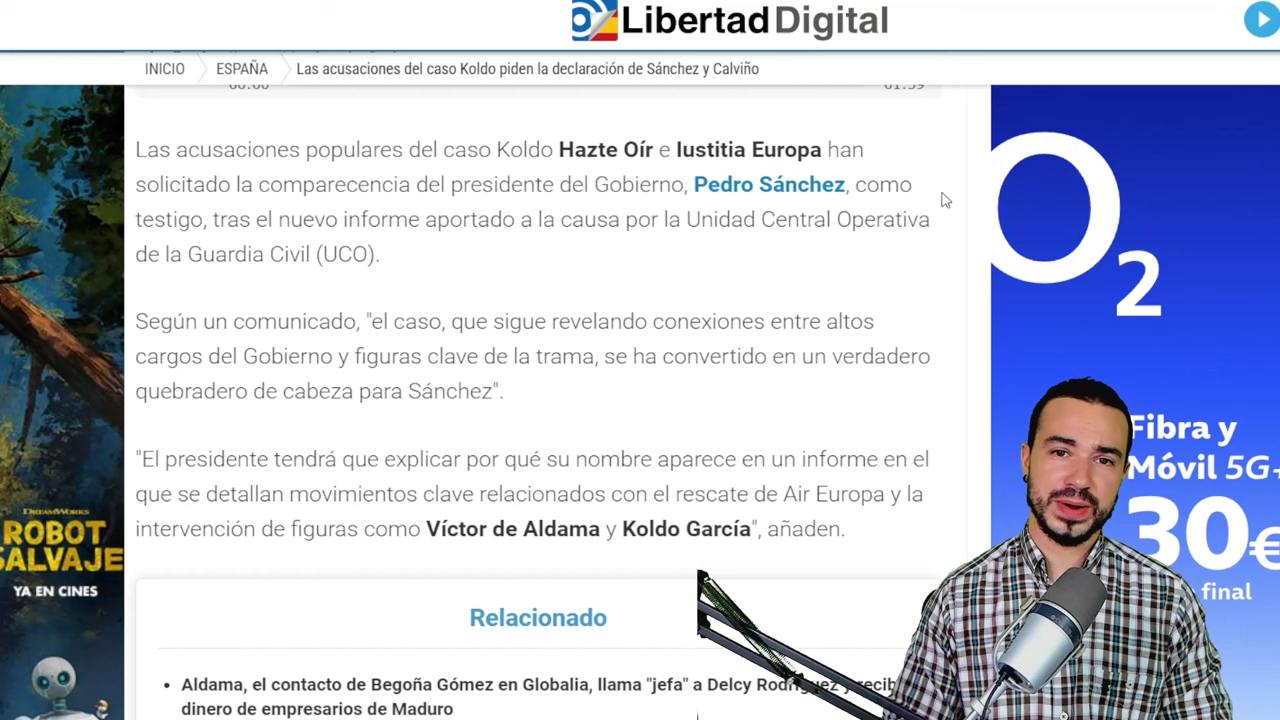 Libertad Digital
INICIO
ESPAÑA
Las acusaciones del caso Koldo piden la declaración de Sánchez y Calviño
00:00
01:59
Las acusaciones populares del caso Koldo Hazte Oír e Iustitia Europa han
solicitado la comparecencia del presidente del Gobierno, Pedro Sánchez, como
testigo, tras el nuevo informe aportado a la causa por la Unidad Central Operativa
de la Guardia Civil (UCO).
Según un comunicado, "el caso, que sigue revelando conexiones entre altos
cargos del Gobierno y figuras clave de la trama, se ha convertido en un verdadero
quebradero de cabeza para Sánchez".
"El presidente tendrá que explicar por qué su nombre aparece en un informe en el
que se detallan movimientos clave relacionados con el rescate de Air Europa y la
intervención de figuras como Víctor de Aldama y Koldo García", añaden.
Relacionado
• Aldama, el contacto de Begoña Gómez en Globalia, llama "jefa" a Delcy Rodríguez y
dinero de empresarios de Maduro
DREAMWORKS
ROBOT
SALVAJE
YA EN CINES
O2
Fibra y
Móvil 5G+
30€
final